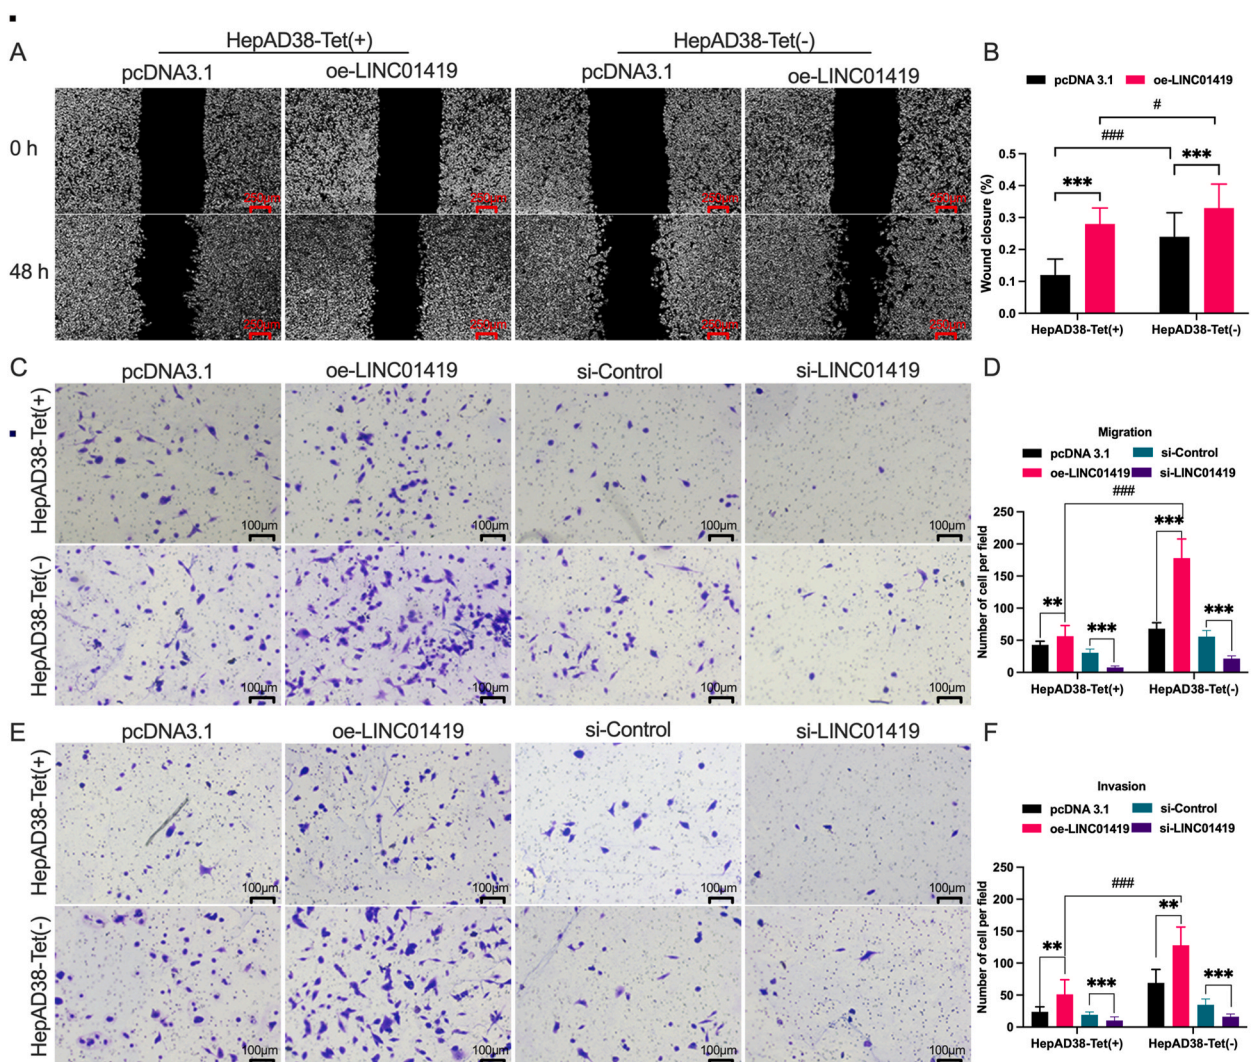 A
HepAD38-Tet(+)
HepAD38-Tet(-)
pcDNA3.1
oe-LINC01419
pcDNA3.1
oe-LINC01419
0 h
250μm
250μm
250μm
250μm
48 h
250μm
250μm
250μm
250μm
B
pcDNA 3.1
oe-LINC01419
#
###
***
***
Wound closure (%)
0.5
0.4
0.3
0.2
0.1
0.0
HepAD38-Tet(+)
HepAD38-Tet(-)
C
pcDNA3.1
oe-LINC01419
si-Control
si-LINC01419
HepAD38-Tet(+)
100μm
100μm
100μm
100μm
HepAD38-Tet(-)
100μm
100μm
100μm
100μm
D
Migration
pcDNA 3.1
si-Control
oe-LINC01419
si-LINC01419
###
**
***
***
***
Number of cell per field
250
200
150
100
50
0
HepAD38-Tet(+)
HepAD38-Tet(-)
E
pcDNA3.1
oe-LINC01419
si-Control
si-LINC01419
HepAD38-Tet(+)
100μm
100μm
100μm
100μm
HepAD38-Tet(-)
100μm
100μm
100μm
100μm
F
Invasion
pcDNA 3.1
si-Control
oe-LINC01419
si-LINC01419
###
**
***
**
***
Number of cell per field
250
200
150
100
50
0
HepAD38-Tet(+)
HepAD38-Tet(-)